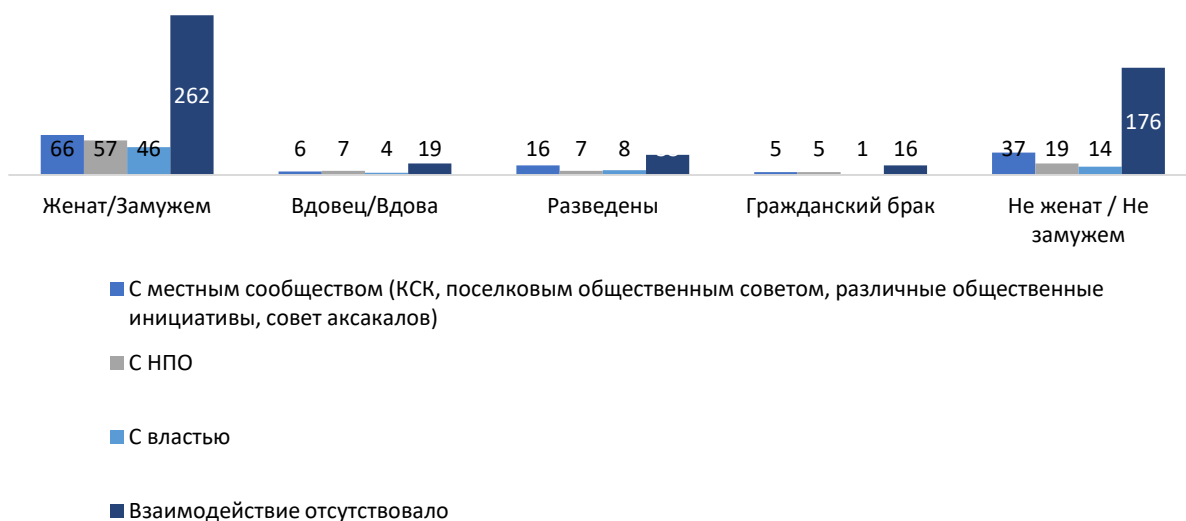 262
66 57 46
6 7 4 19
16 7 8
5 5 1 16
37 19 14 176
Женат/Замужем
Вдовец/Вдова
Разведены
Гражданский брак
Не женат / Не
замужем
С местным сообществом (КСК, поселковым общественным советом, различные общественные
инициативы, совет аксакалов)
С НПО
С властью
Взаимодействие отсутствовало